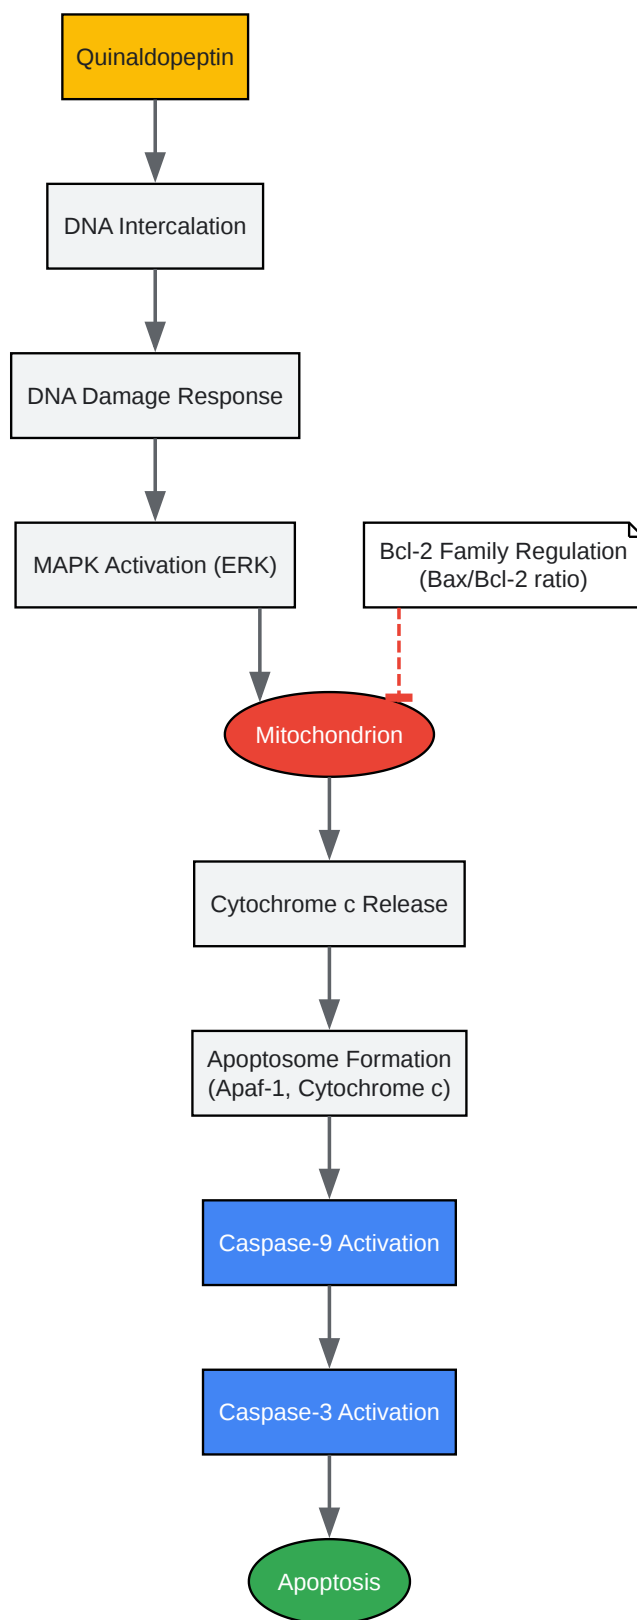 Quinaldopeptin
DNA Intercalation
DNA Damage Response
MAPK Activation (ERK)
Bcl-2 Family Regulation
(Bax/Bcl-2 ratio)
Mitochondrion
Cytochrome c Release
Apoptosome Formation
(Apaf-1, Cytochrome c)
Caspase-9 Activation
Caspase-3 Activation
Apoptosis